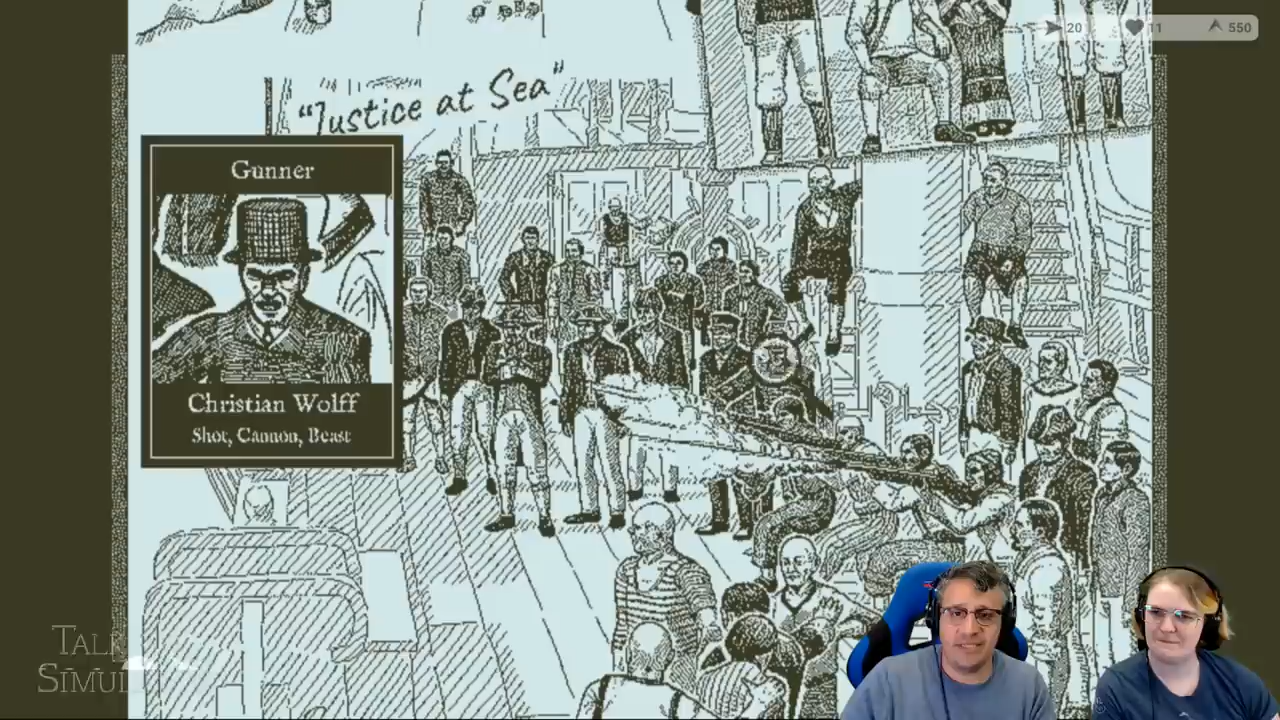 20 11 550
“Justice at Sea”
Gunner
Christian Wolff
Shot, Cannon, Beast